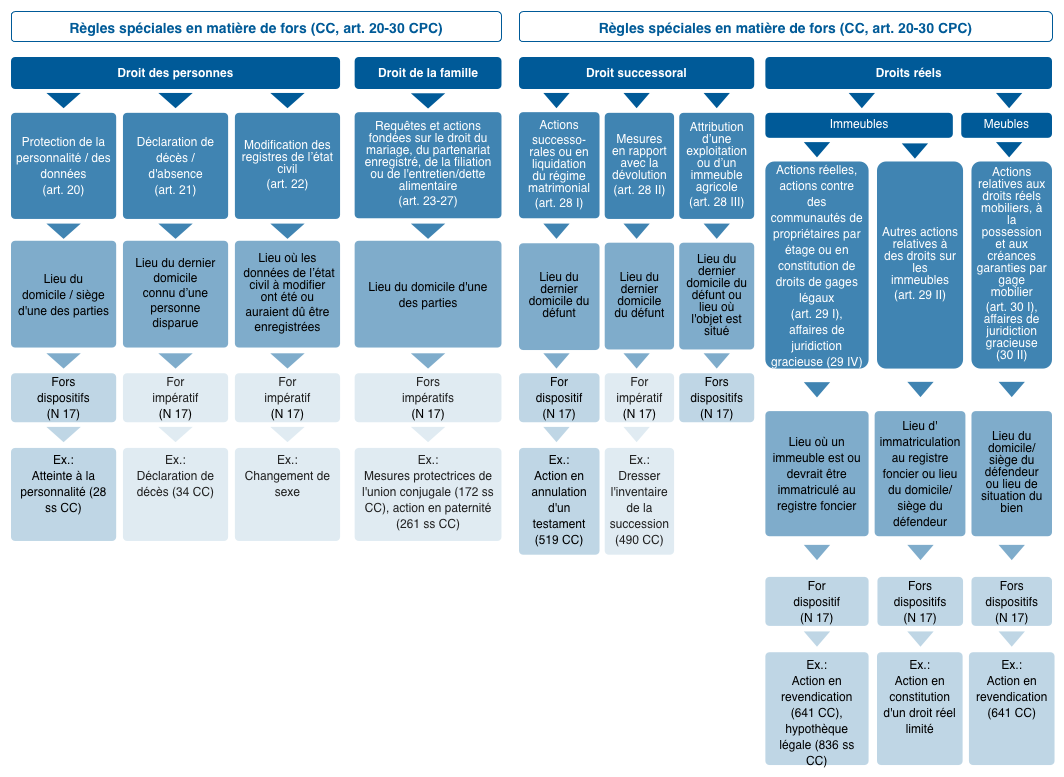 Règles spéciales en matière de fors (CC, art. 20-30 CPC)
Droit des personnes
Protection de la
personnalité / des
données
(art. 20)
Lieu du
domicile / siège
d'une des parties
Fors
dispositifs
(N 17)
Ex.:
Atteinte à la
personnalité (28
ss CC)
Déclaration de
décès /
d'absence
(art. 21)
Lieu du dernier
domicile
connu d’une
personne
disparue
For
impératif
(N 17)
Ex.:
Déclaration de
décès (34 CC)
Modification des
registres de l’état
civil
(art. 22)
Lieu où les
données de l’état
civil à modifier
ont été ou
auraient dû être
enregistrées
For
impératif
(N 17)
Ex.:
Changement de
sexe
Droit de la famille
Requêtes et actions
fondées sur le droit du
mariage, du partenariat
enregistré, de la filiation
ou de l’entretien/dette
alimentaire
(art. 23-27)
Lieu du domicile d'une
des parties
Fors
impératifs
(N 17)
Ex.:
Mesures protectrices de
l'union conjugale (172 ss
CC), action en paternité
(261 ss CC)
Règles spéciales en matière de fors (CC, art. 20-30 CPC)
Droit successoral
Actions
successo-
rales ou en
liquidation
du régime
matrimonial
(art. 28 I)
Lieu du
dernier
domicile du
défunt
For
dispositif
(N 17)
Ex.:
Action en
annulation
d'un
testament
(519 CC)
Mesures
en rapport
avec la
dévolution
(art. 28 II)
Lieu du
dernier
domicile
du défunt
For
impératif
(N 17)
Ex.:
Dresser
l'inventaire
de la
succession
(490 CC)
Attribution
d’une
exploitation
ou d’un
immeuble
agricole
(art. 28 III)
Lieu du
dernier
domicile du
défunt ou
lieu où
l'objet est
situé
Fors
dispositifs
(N 17)
Droits réels
Immeubles
Actions réelles,
actions contre
des
communautés de
propriétaires par
étage ou en
constitution de
droits de gages
légaux
(art. 29 I),
affaires de
juridiction
gracieuse (29 IV)
Lieu où un
immeuble est ou
devrait être
immatriculé au
registre foncier
For
dispositif
(N 17)
Ex.:
Action en
revendication
(641 CC),
hypothèque
légale (836 ss
CC)
Autres actions
relatives à
des droits sur
les
immeubles
(art. 29 II)
Lieu d'
immatriculation
au registre
foncier ou lieu
du domicile/
siège du
défendeur
Fors
dispositifs
(N 17)
Ex.:
Action en
constitution
d'un droit réel
limité
Meubles
Actions
relatives aux
droits réels
mobiliers, à
la
possession
et aux
créances
garanties par
gage
mobilier
(art. 30 I),
affaires de
juridiction
gracieuse
(30 II)
Lieu du
domicile/
siège du
défendeur
ou lieu de
situation du
bien
Fors
dispositifs
(N 17)
Ex.:
Action en
revendication
(641 CC)